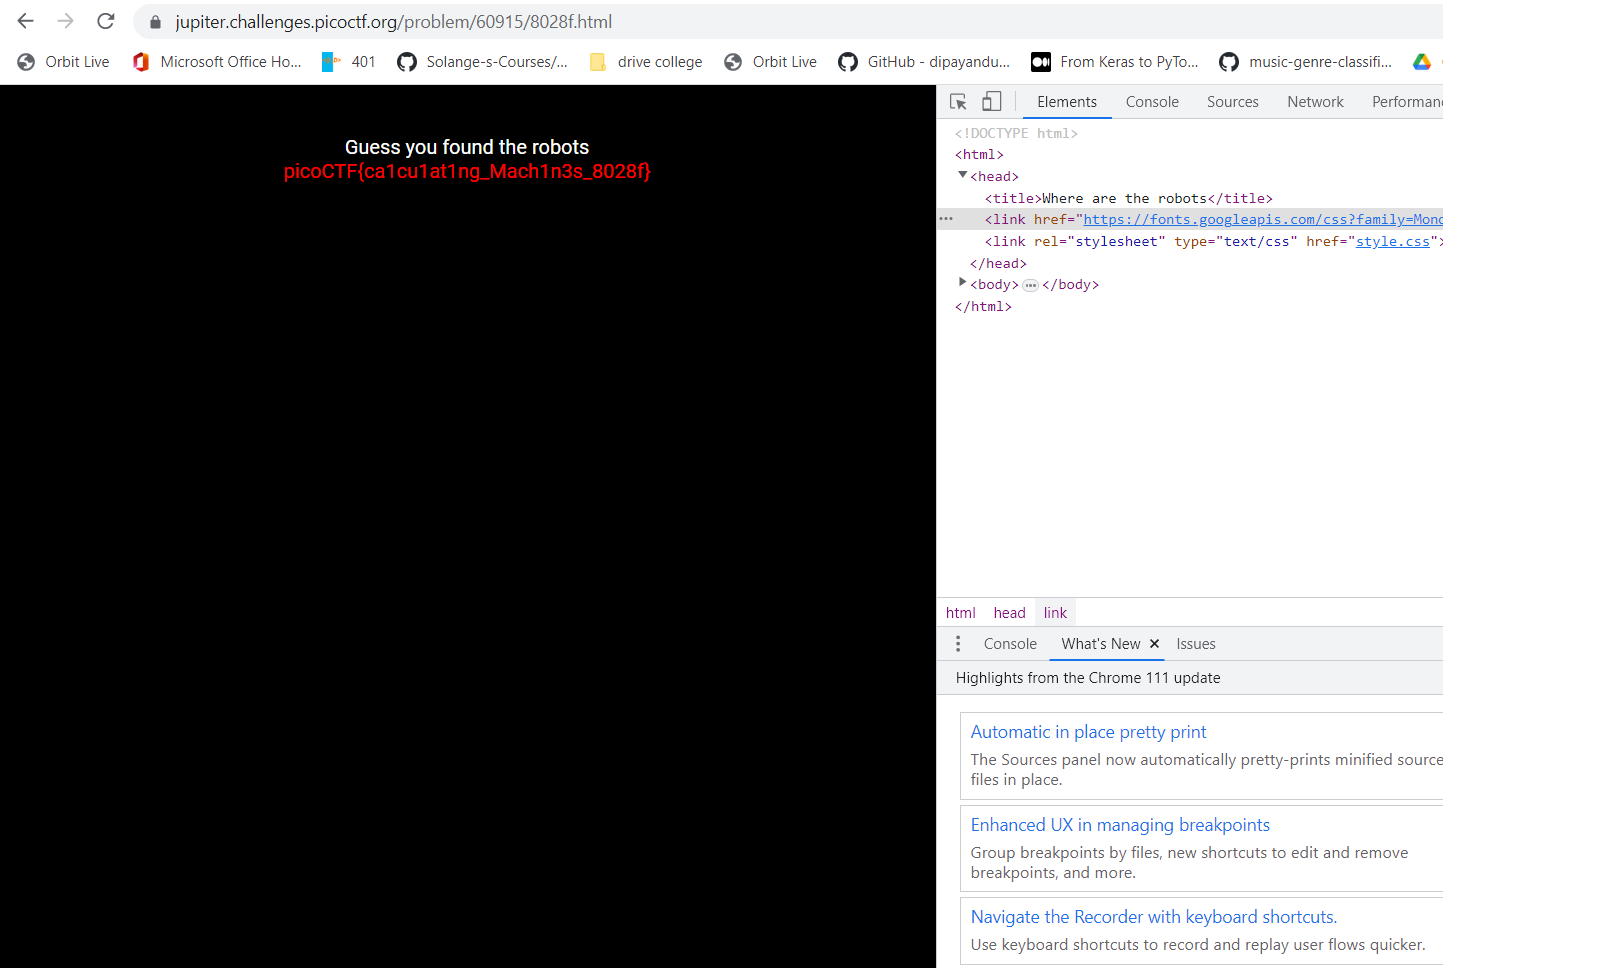 jupiter.challenges.picoctf.org/problem/60915/8028f.html
Orbit Live Microsoft Office Ho... 401 Solange-s-Courses/... drive college Orbit Live GitHub - dipayandu... From Keras to PyTo... music-genre-classifi...
Guess you found the robots
picoCTF{ca1cu1at1ng_Mach1n3s_8028f}
Elements Console Sources Network Performan
<!DOCTYPE html>
<html>
<head>
<title>Where are the robots</title>
<link href="https://fonts.googleapis.com/css?family=Mono
<link rel="stylesheet" type="text/css" href="style.css">
</head>
<body>…</body>
</html>
html head link
Console What's New Issues
Highlights from the Chrome 111 update
Automatic in place pretty print
The Sources panel now automatically pretty-prints minified source
files in place.
Enhanced UX in managing breakpoints
Group breakpoints by files, new shortcuts to edit and remove
breakpoints, and more.
Navigate the Recorder with keyboard shortcuts.
Use keyboard shortcuts to record and replay user flows quicker.